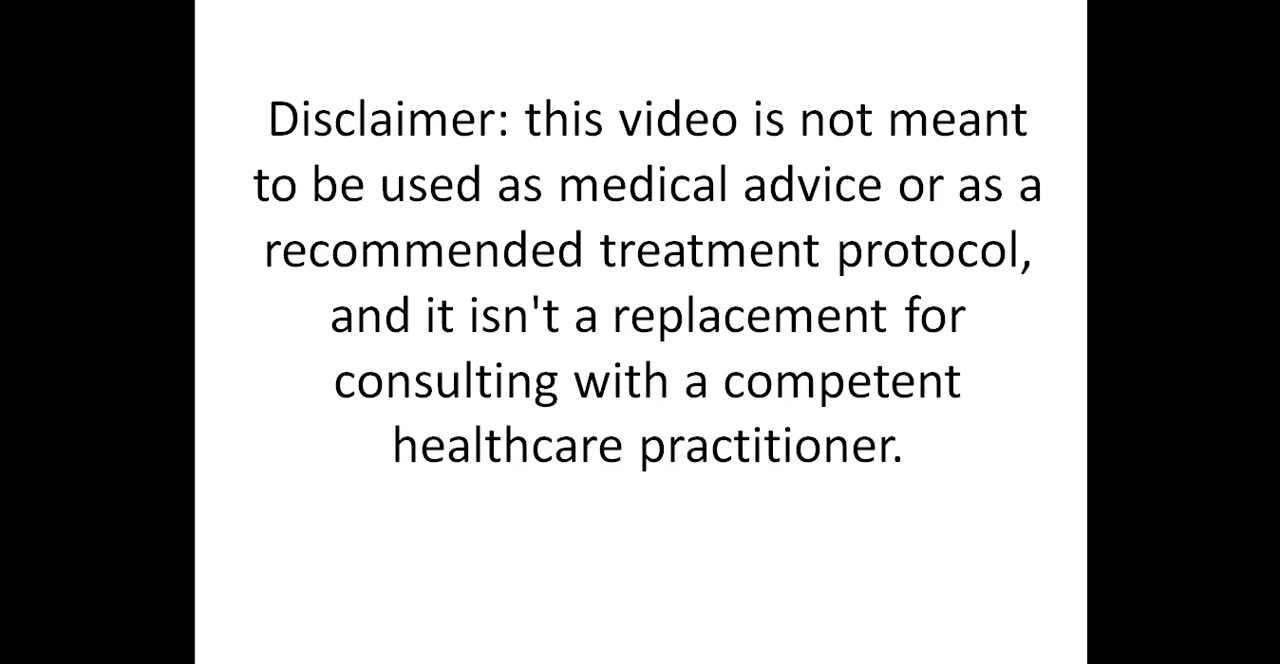 Disclaimer: this video is not meant
to be used as medical advice or as a
recommended treatment protocol,
and it isn't a replacement for
consulting with a competent
healthcare practitioner.